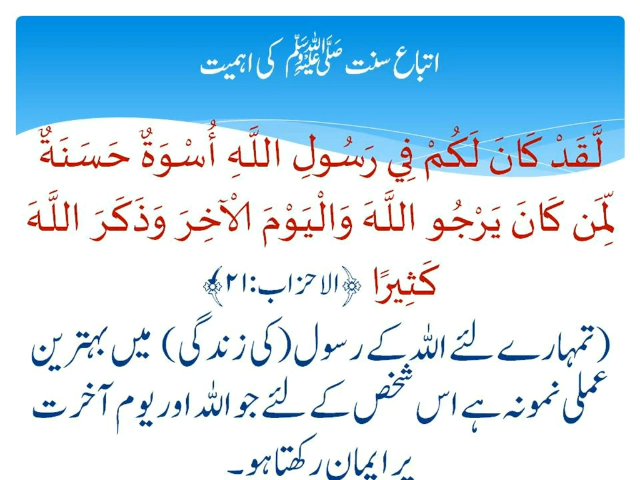 اتباع سنت ﷺ کی اہمیت
لَّقَدْ كَانَ لَكُمْ فِي رَسُولِ اللَّهِ أُسْوَةٌ حَسَنَةٌ
لِّمَن كَانَ يَرْجُو اللَّهَ وَالْيَوْمَ الْآخِرَ وَذَكَرَ اللَّهَ
كَثِيرًا ﴿الاحزاب:۲۱﴾
(تمہارے لئے اللہ کے رسول (کی زندگی) میں بہترین
عملی نمونہ ہے اس شخص کے لئے جو اللہ اور یوم آخرت
پر ایمان رکھتا ہو۔